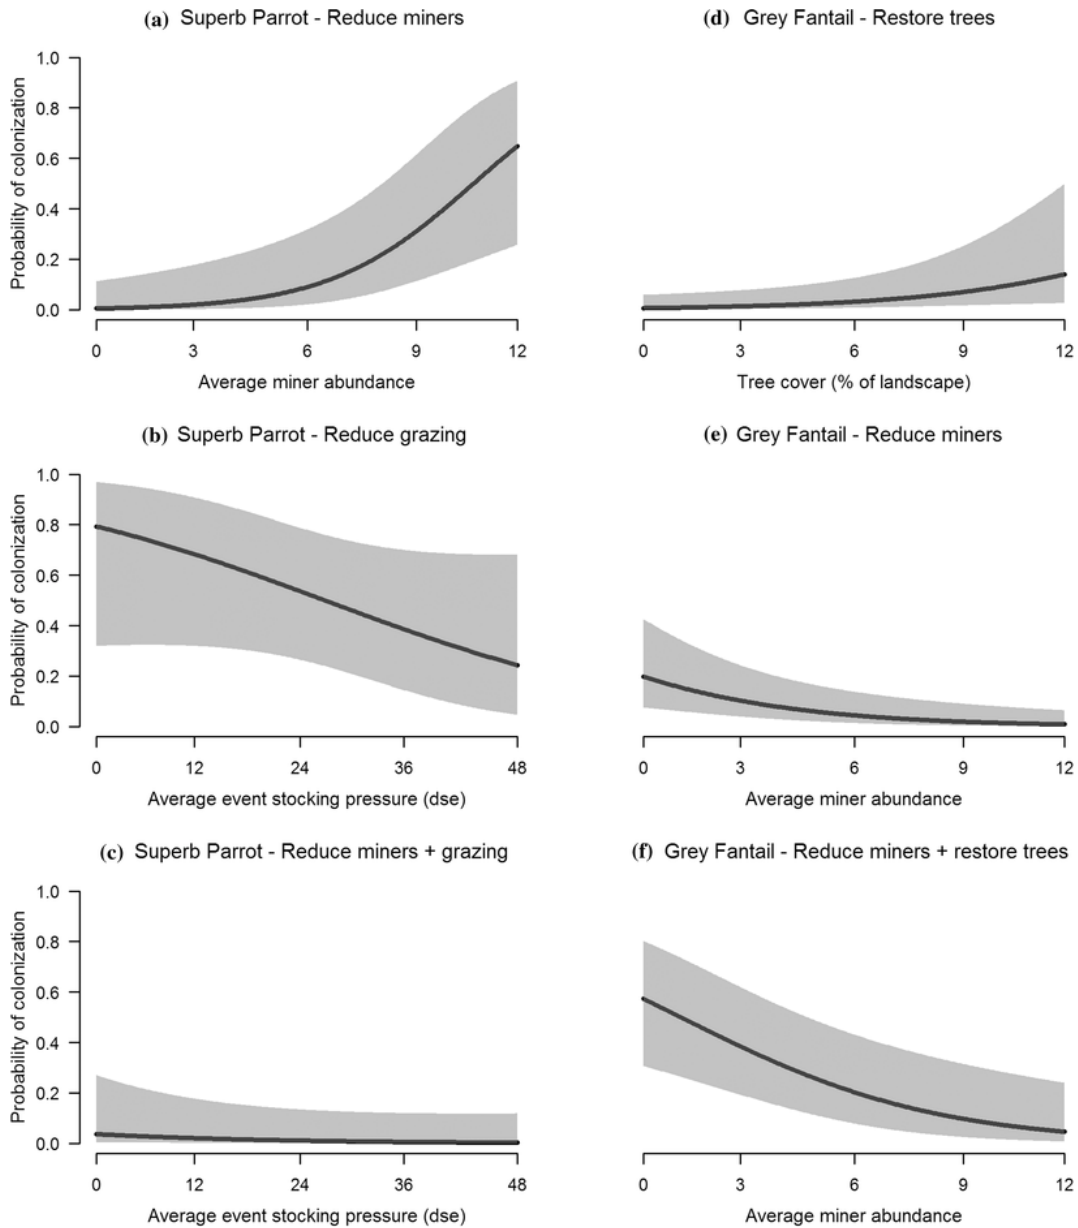 (a) Superb Parrot - Reduce miners
Probability of colonization
1.0
0.8
0.6
0.4
0.2
0.0
0 3 6 9 12
Average miner abundance
(d) Grey Fantail - Restore trees
0 3 6 9 12
Tree cover (% of landscape)
(b) Superb Parrot - Reduce grazing
Probability of colonization
1.0
0.8
0.6
0.4
0.2
0.0
0 12 24 36 48
Average event stocking pressure (dse)
(e) Grey Fantail - Reduce miners
0 3 6 9 12
Average miner abundance
(c) Superb Parrot - Reduce miners + grazing
Probability of colonization
1.0
0.8
0.6
0.4
0.2
0.0
0 12 24 36 48
Average event stocking pressure (dse)
(f) Grey Fantail - Reduce miners + restore trees
0 3 6 9 12
Average miner abundance